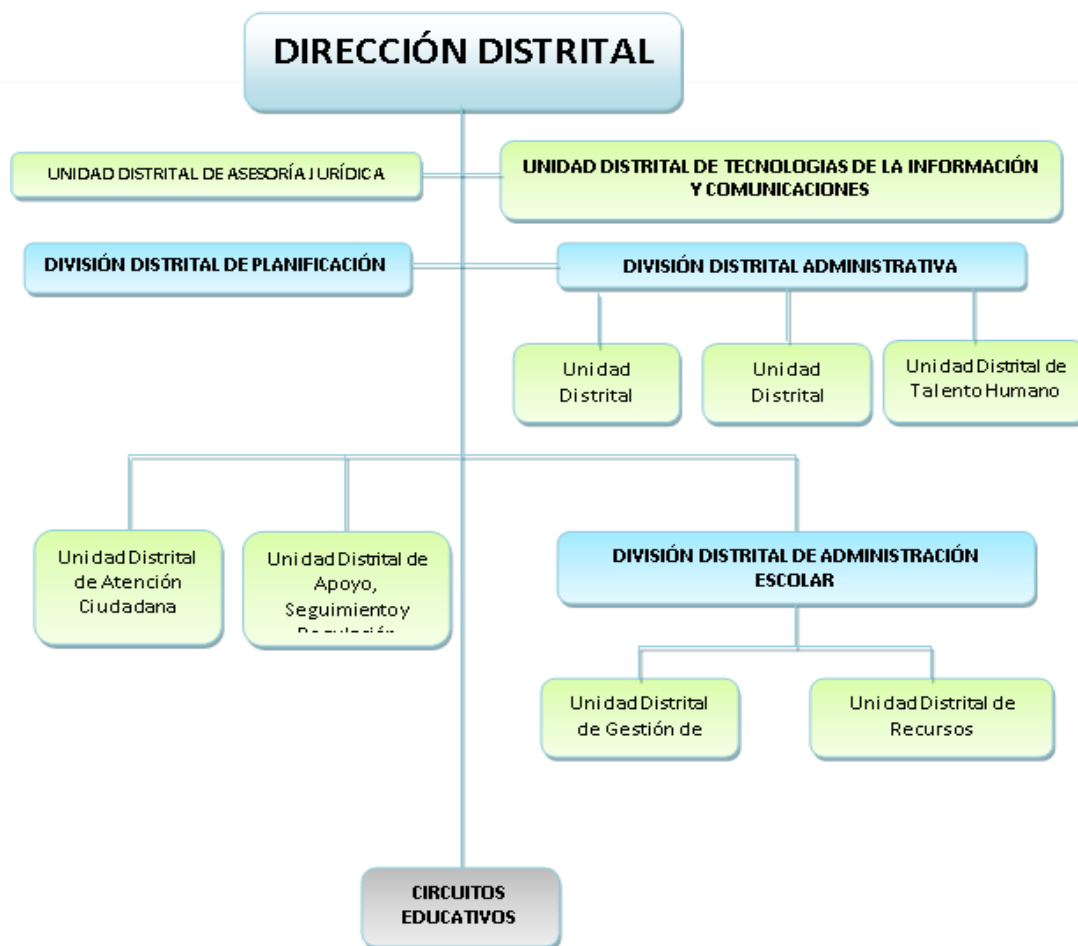 DIRECCIÓN DISTRITAL
UNIDAD DISTRITAL DE ASESORÍA JURÍDICA
UNIDAD DISTRITAL DE TECNOLOGIAS DE LA INFORMACIÓN
Y COMUNICACIONES
DIVISIÓN DISTRITAL DE PLANIFICACIÓN
DIVISIÓN DISTRITAL ADMINISTRATIVA
Unidad
Distrital
Unidad
Distrital
Unidad Distrital de
Talento Humano
Unidad Distrital
de Atención
Ciudadana
Unidad Distrital de
Apoyo,
Seguimiento y
DIVISIÓN DISTRITAL DE ADMINISTRACIÓN
ESCOLAR
Unidad Distrital
de Gestión de
Unidad Distrital de
Recursos
CIRCUITOS
EDUCATIVOS